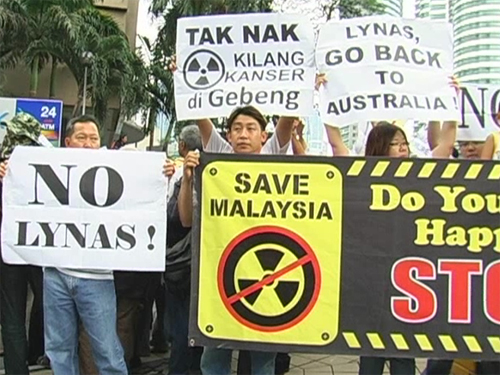 TAK NAK
KILANG
KANSER
di Gebeng
LYNAS,
GO BACK
TO
AUSTRALIA
NO
24
ATM
NO
LYNAS !
SAVE
MALAYSIA
Do You
Happ
STO